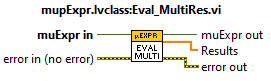 mupExpr.lvclass:Eval_MultiRes.vi
muExpr in
muExpr out
µEXPR
Results
EVAL
error in (no error)
MULTI
error out